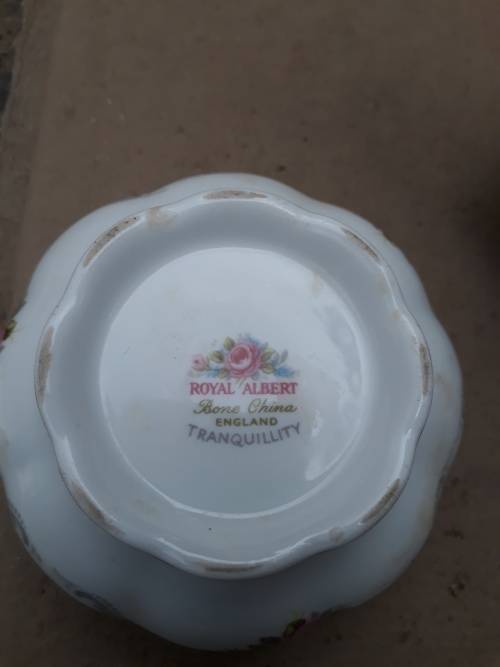 ROYAL ALBERT
Bone China
ENGLAND
TRANQUILLITY